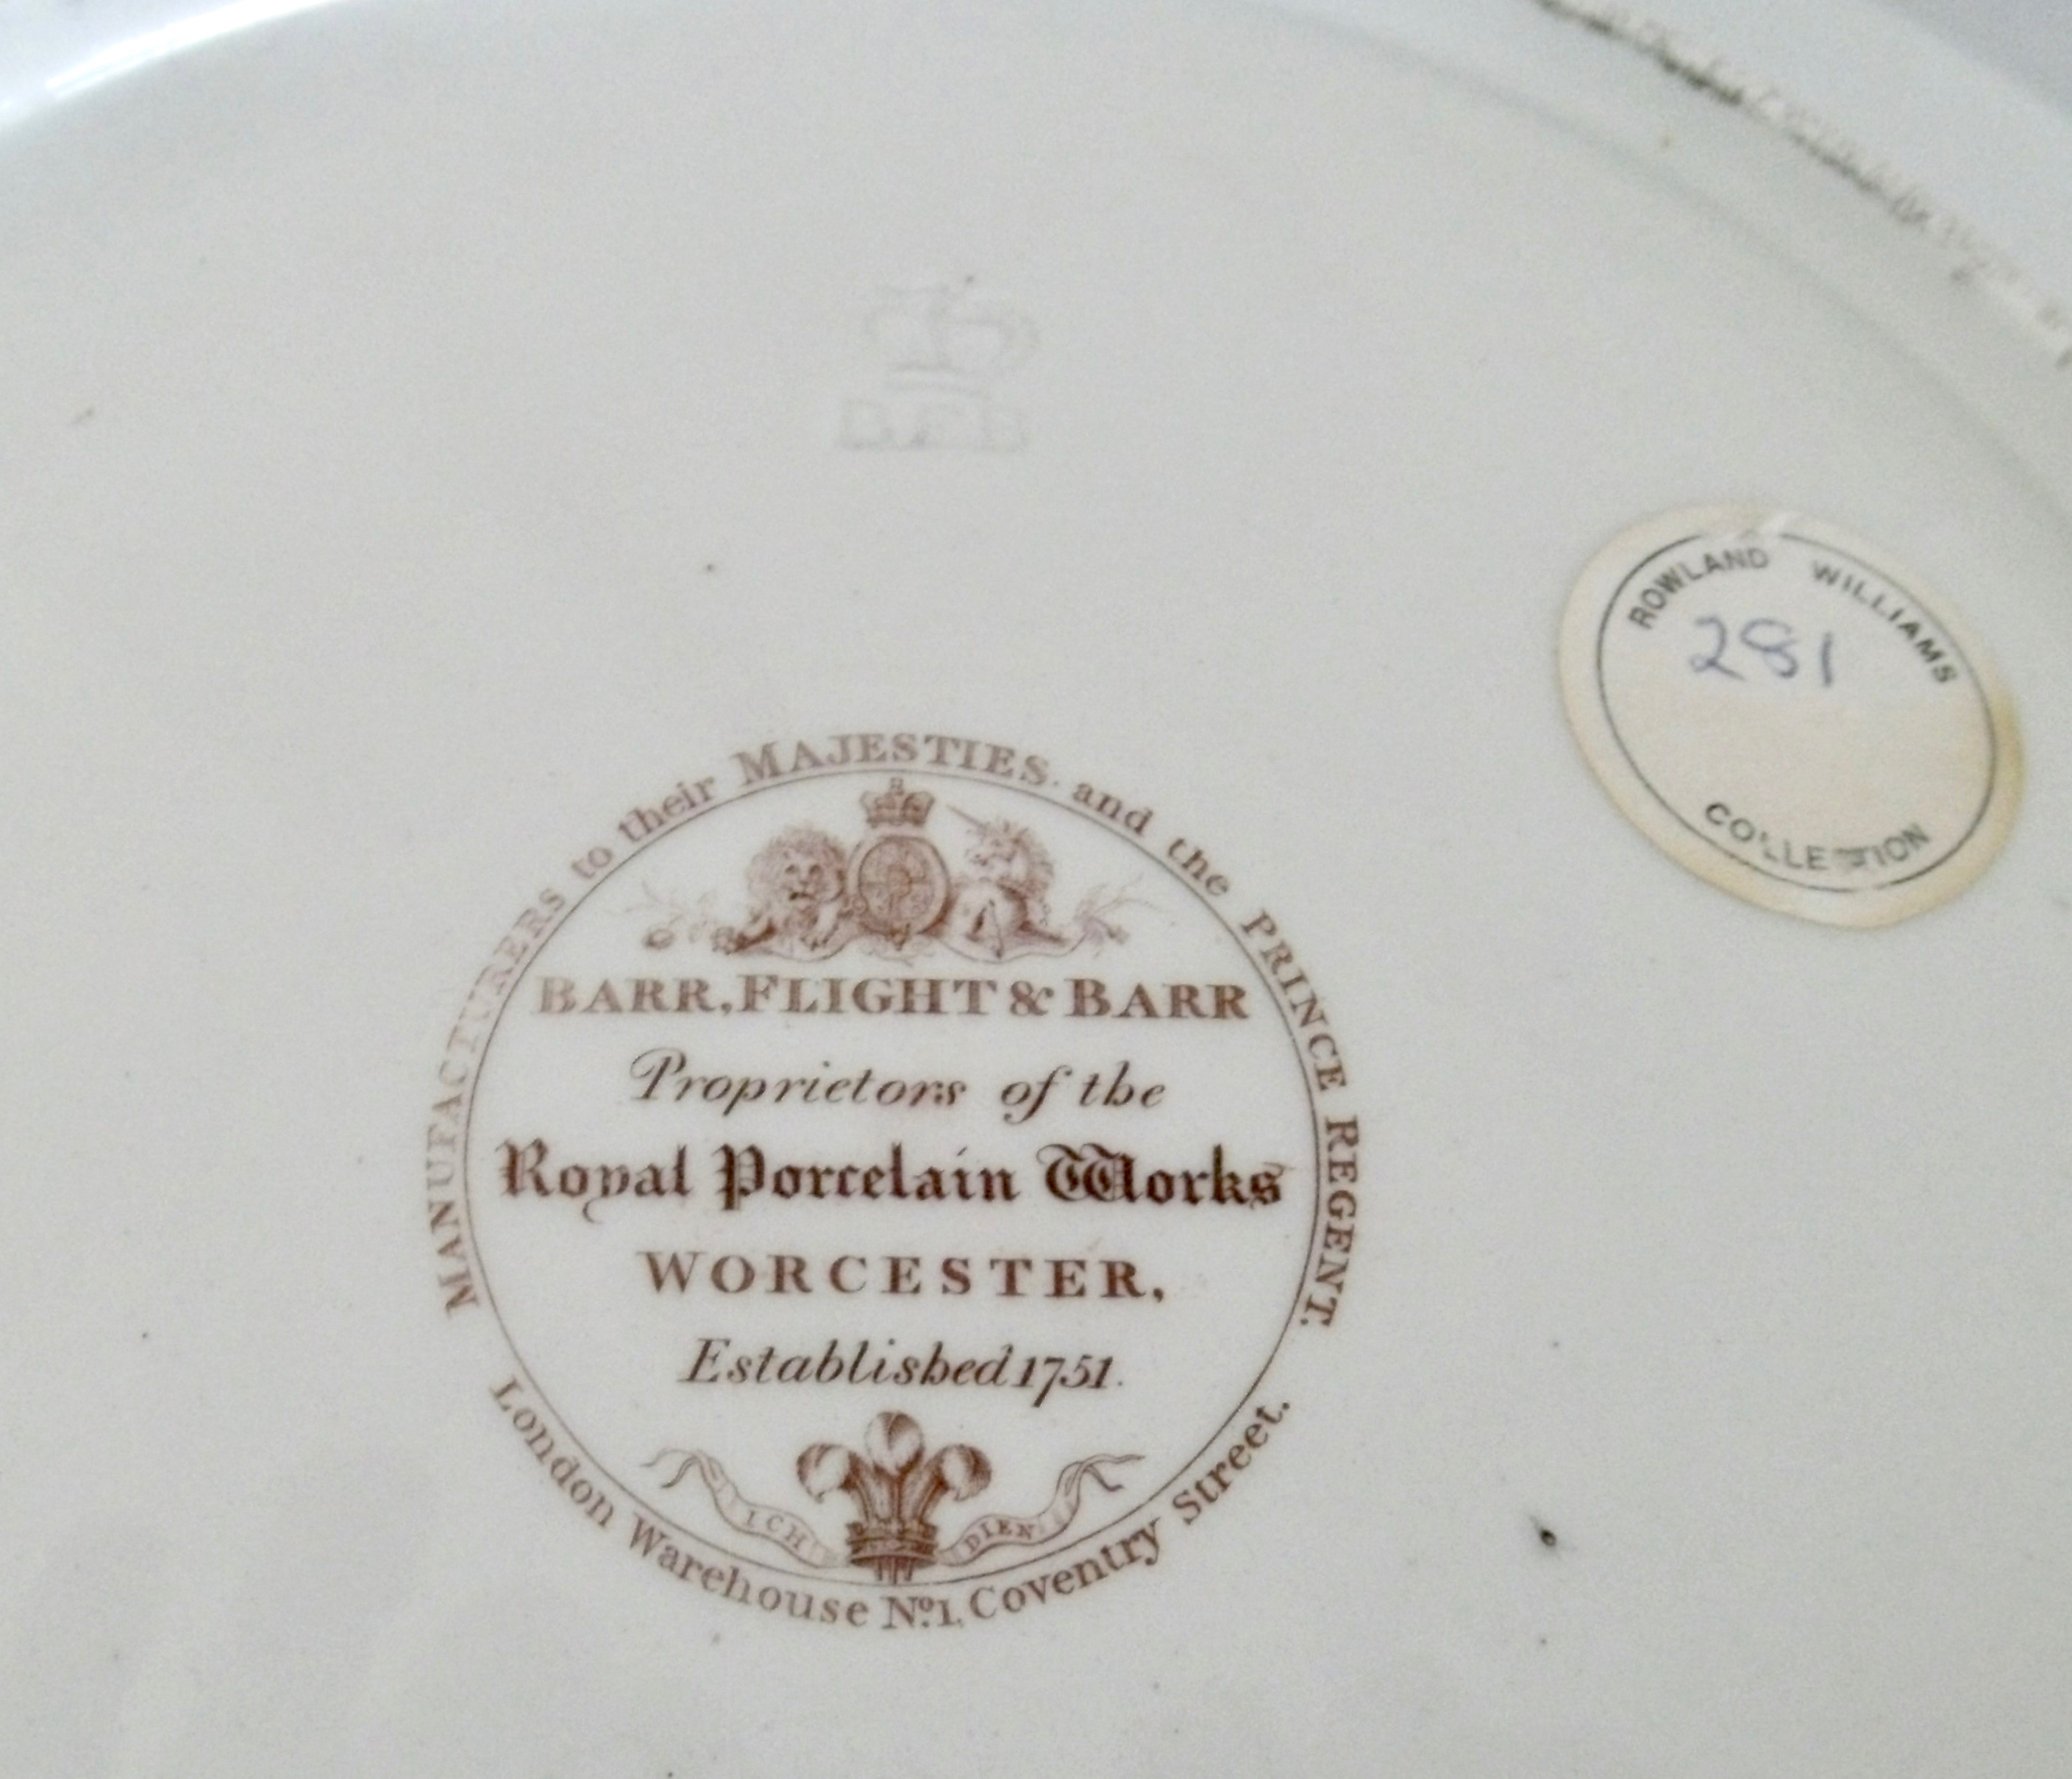 ROWLAND WILLIAMS
281
COLLECTION
MANUFACTURERS to their MAJESTIES. and the PRINCE REGENT.
BARR, FLIGHT & BARR
Proprietors of the
Royal Porcelain Works
WORCESTER,
Established 1751.
ICH DIEN
London Warehouse No. 1, Coventry Street.